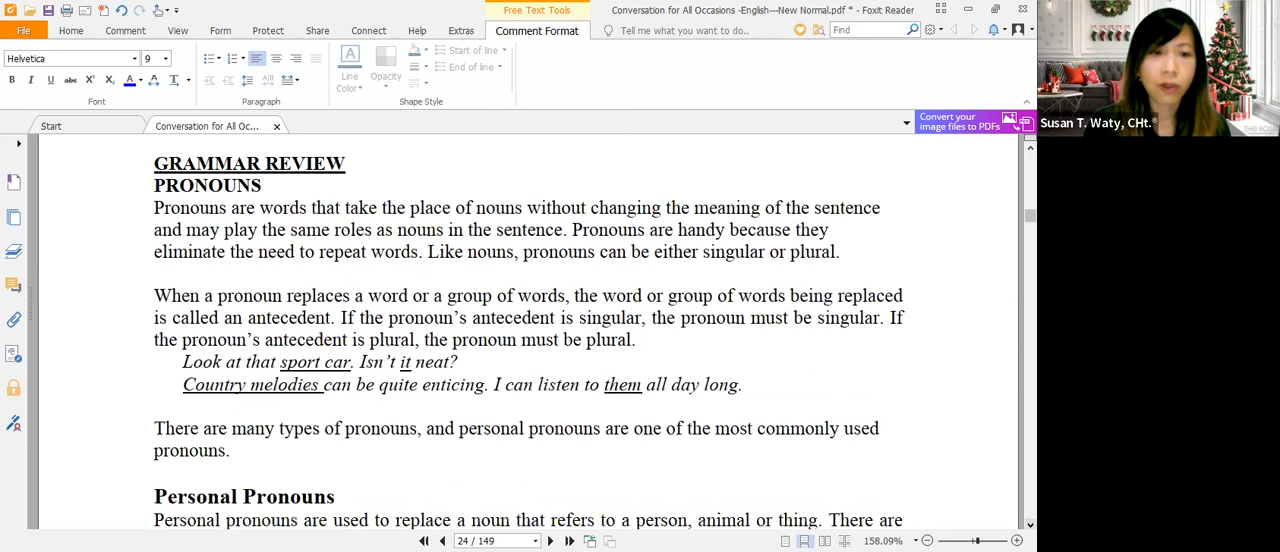 Free Text Tools
Conversation for All Occasions -English---New Normal.pdf * - Foxit Reader
File
Home
Comment
View
Form
Protect
Share
Connect
Help
Extras
Comment Format
Tell me what you want to do..
Find
Helvetica
9
Line Color
Opacity
Start of line
End of line
Font
Paragraph
Shape Style
Start
Conversation for All Occ...
Convert your
image files to PDFs
Susan T. Waty, CHt.®
GRAMMAR REVIEW
PRONOUNS
Pronouns are words that take the place of nouns without changing the meaning of the sentence
and may play the same roles as nouns in the sentence. Pronouns are handy because they
eliminate the need to repeat words. Like nouns, pronouns can be either singular or plural.
When a pronoun replaces a word or a group of words, the word or group of words being replaced
is called an antecedent. If the pronoun's antecedent is singular, the pronoun must be singular. If
the pronoun's antecedent is plural, the pronoun must be plural.
Look at that sport car. Isn't it neat?
Country melodies can be quite enticing. I can listen to them all day long.
There are many types of pronouns, and personal pronouns are one of the most commonly used
pronouns.
Personal Pronouns
Personal pronouns are used to replace a noun that refers to a person, animal or thing. There are
24 / 149
158.09%